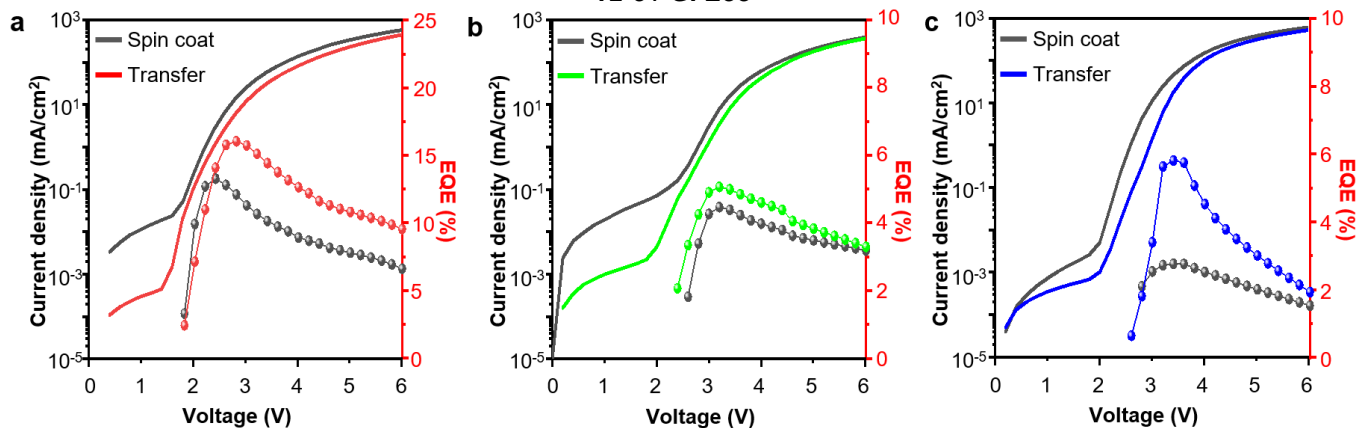 a
Current density (mA/cm²)
10³
10¹
10⁻¹
10⁻³
10⁻⁵
Spin coat
Transfer
25
20
15
10
5
0
EQE (%)
0 1 2 3 4 5 6
Voltage (V)
b
Current density (mA/cm²)
10³
10¹
10⁻¹
10⁻³
10⁻⁵
Spin coat
Transfer
10
8
6
4
2
0
EQE (%)
0 1 2 3 4 5 6
Voltage (V)
c
Current density (mA/cm²)
10³
10¹
10⁻¹
10⁻³
10⁻⁵
Spin coat
Transfer
10
8
6
4
2
0
EQE (%)
0 1 2 3 4 5 6
Voltage (V)